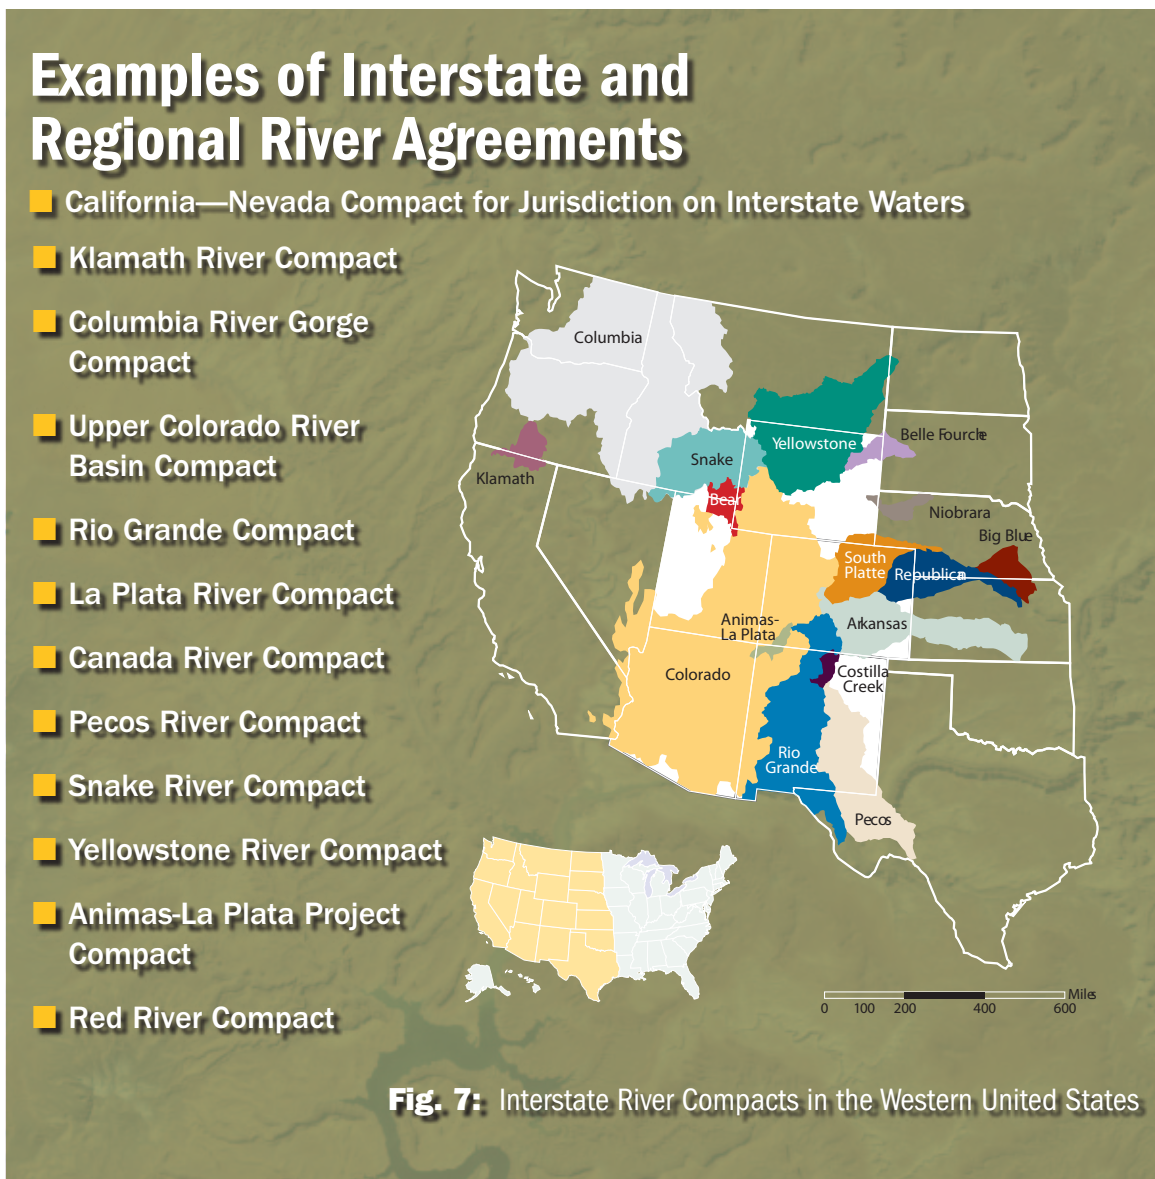 Examples of Interstate and
Regional River Agreements
California—Nevada Compact for Jurisdiction on Interstate Waters
Klamath River Compact
Columbia River Gorge
Compact
Upper Colorado River
Basin Compact
Rio Grande Compact
La Plata River Compact
Canada River Compact
Pecos River Compact
Snake River Compact
Yellowstone River Compact
Animas-La Plata Project
Compact
Red River Compact
Columbia
Yellowstone
Belle Fourche
Snake
Klamath
Bear
Niobrara
Big Blue
South
Platte
Republican
Animas-
La Plata
Arkansas
Colorado
Costilla
Creek
Rio
Grande
Pecos
Miles
0 100 200 400 600
Fig. 7: Interstate River Compacts in the Western United States